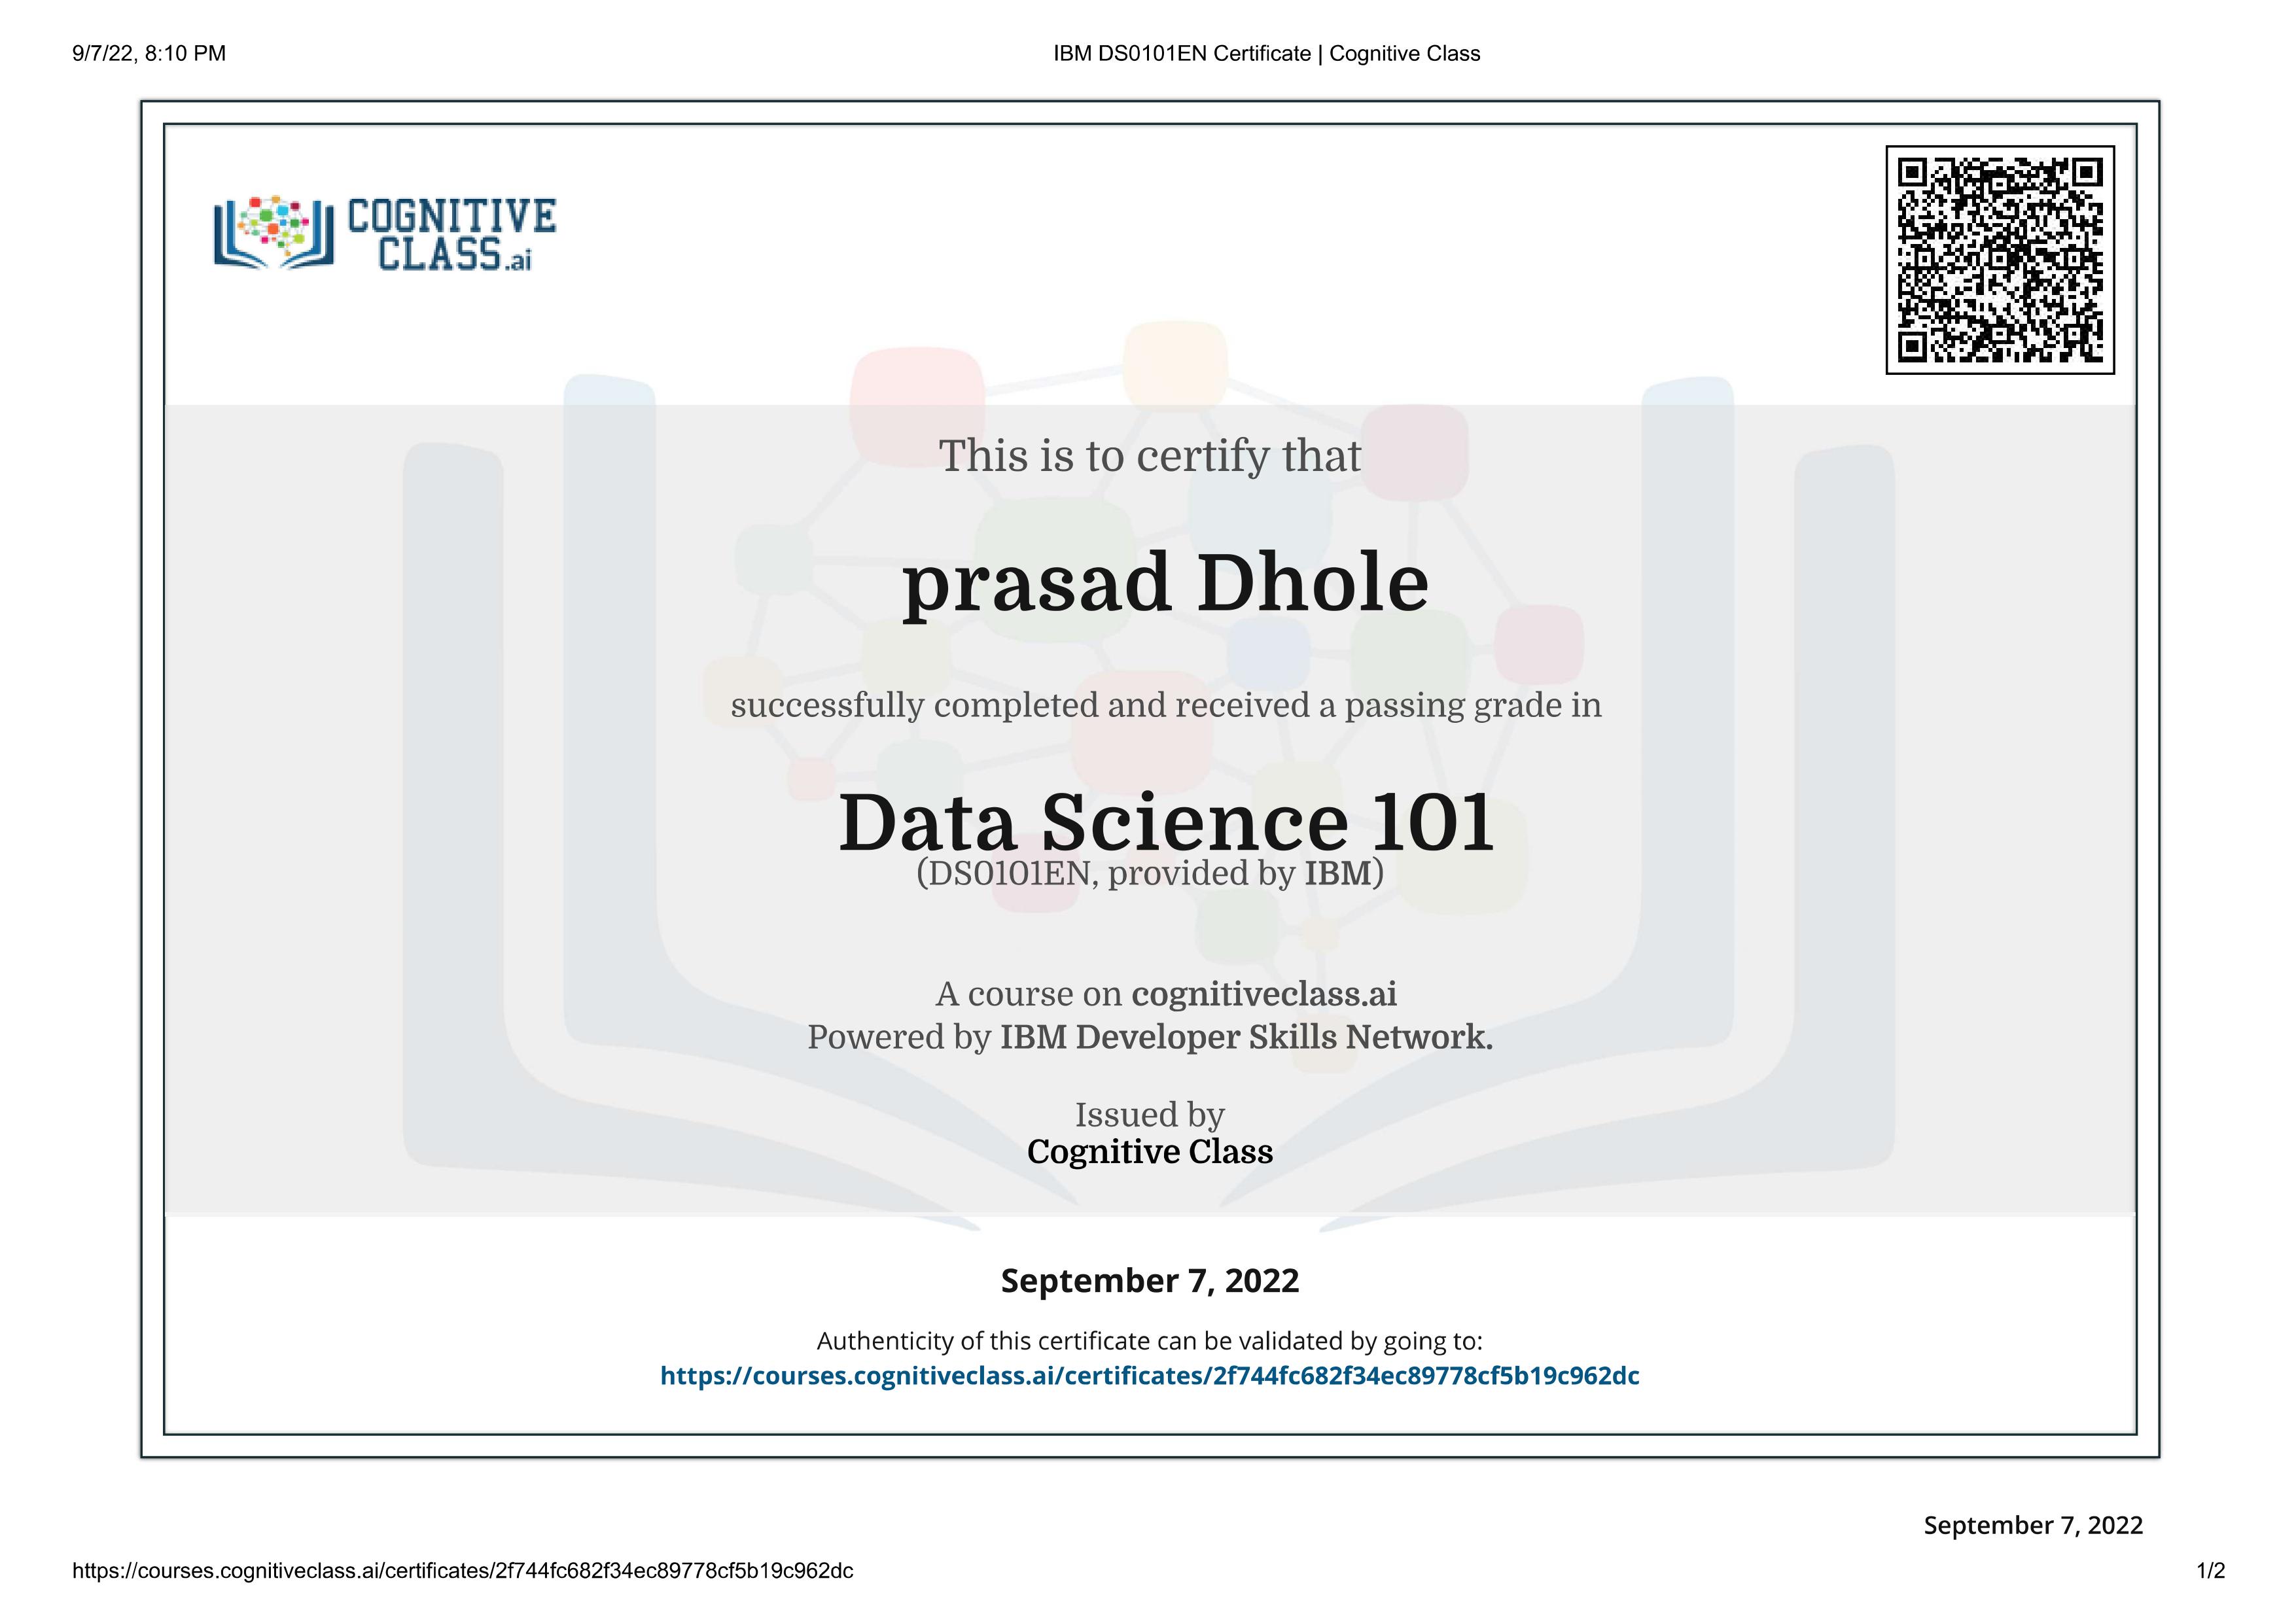 9/7/22, 8:10 PM
IBM DS0101EN Certificate | Cognitive Class
COGNITIVE
CLASS.ai
This is to certify that
prasad Dhole
successfully completed and received a passing grade in
Data Science 101
(DS0101EN, provided by IBM)
A course on cognitiveclass.ai
Powered by IBM Developer Skills Network.
Issued by
Cognitive Class
September 7, 2022
Authenticity of this certificate can be validated by going to:
https://courses.cognitiveclass.ai/certificates/2f744fc682f34ec89778cf5b19c962dc
September 7, 2022
https://courses.cognitiveclass.ai/certificates/2f744fc682f34ec89778cf5b19c962dc
1/2